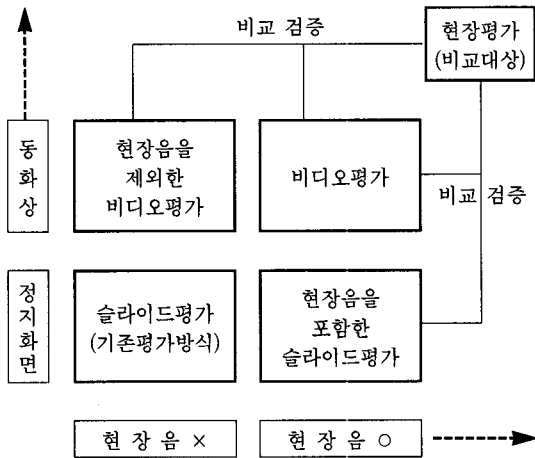 비교 검증
현장평가
(비교대상)
동
화
상
현장음을
제외한
비디오평가
비디오평가
비교 검증
정
지
화
면
슬라이드평가
(기존평가방식)
현장음을
포함한
슬라이드평가
현 장 음 ×
현 장 음 ○